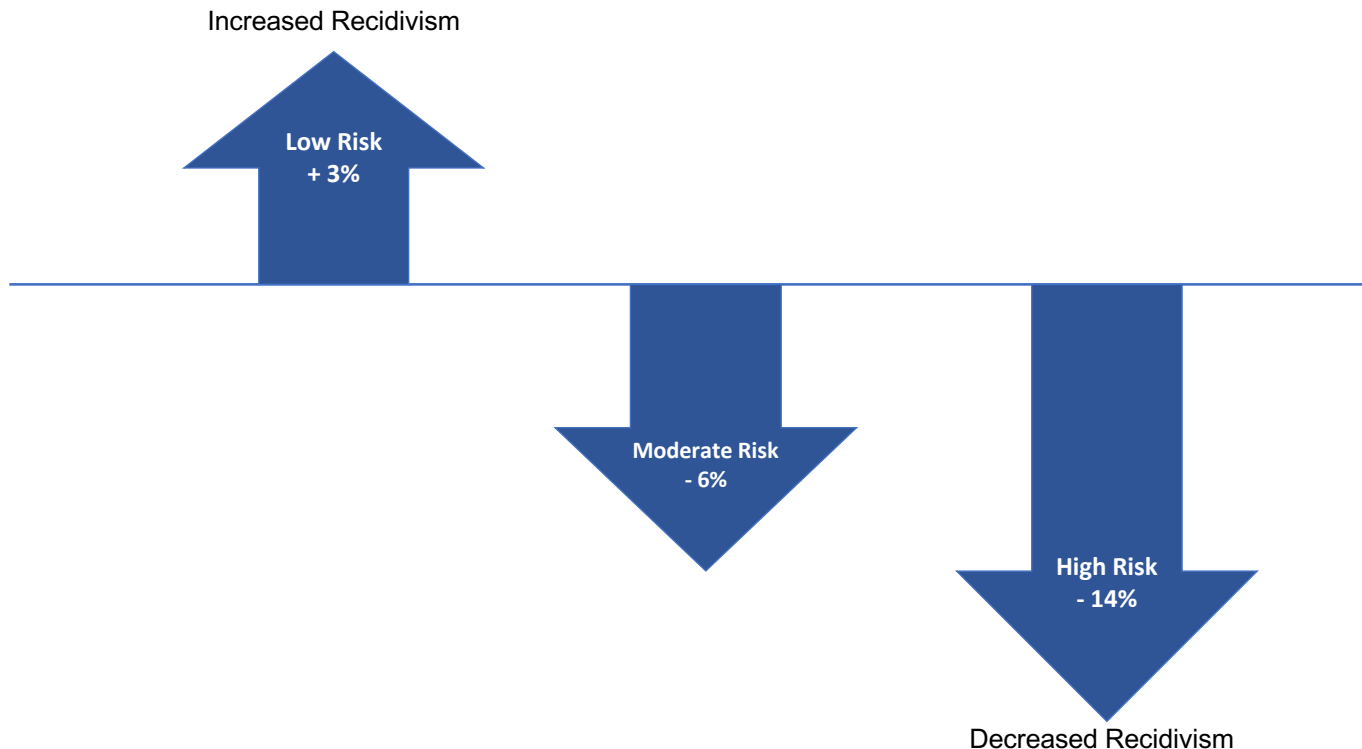 Increased Recidivism
Low Risk
+ 3%
Moderate Risk
- 6%
High Risk
- 14%
Decreased Recidivism